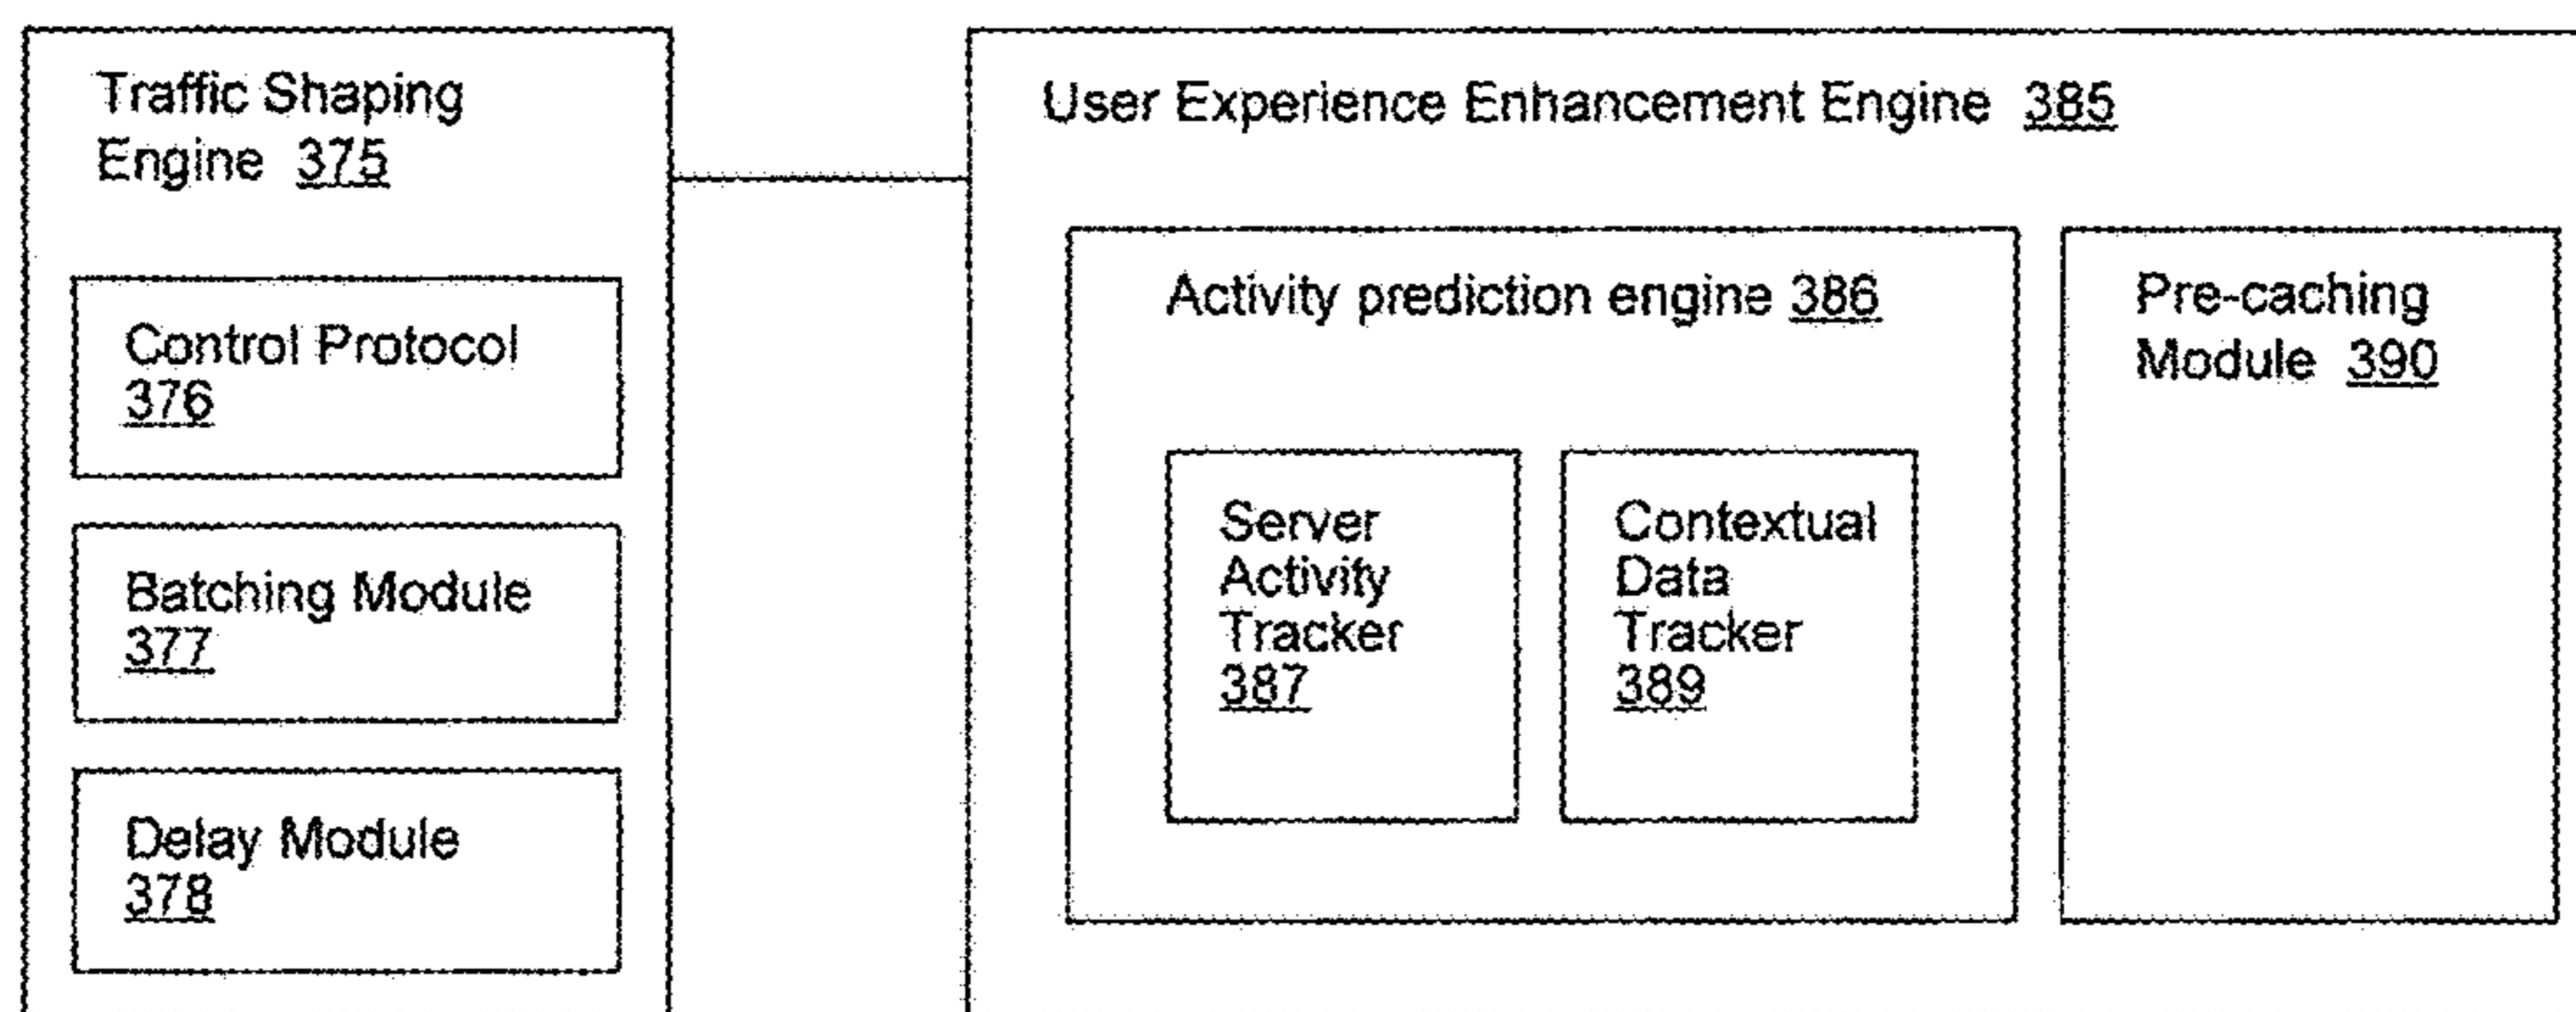 Traffic Shaping
Engine 375
Control Protocol
376
Batching Module
377
Delay Module
378
User Experience Enhancement Engine 385
Activity prediction engine 386
Server
Activity
Tracker
387
Contextual
Data
Tracker
389
Pre-caching
Module 390